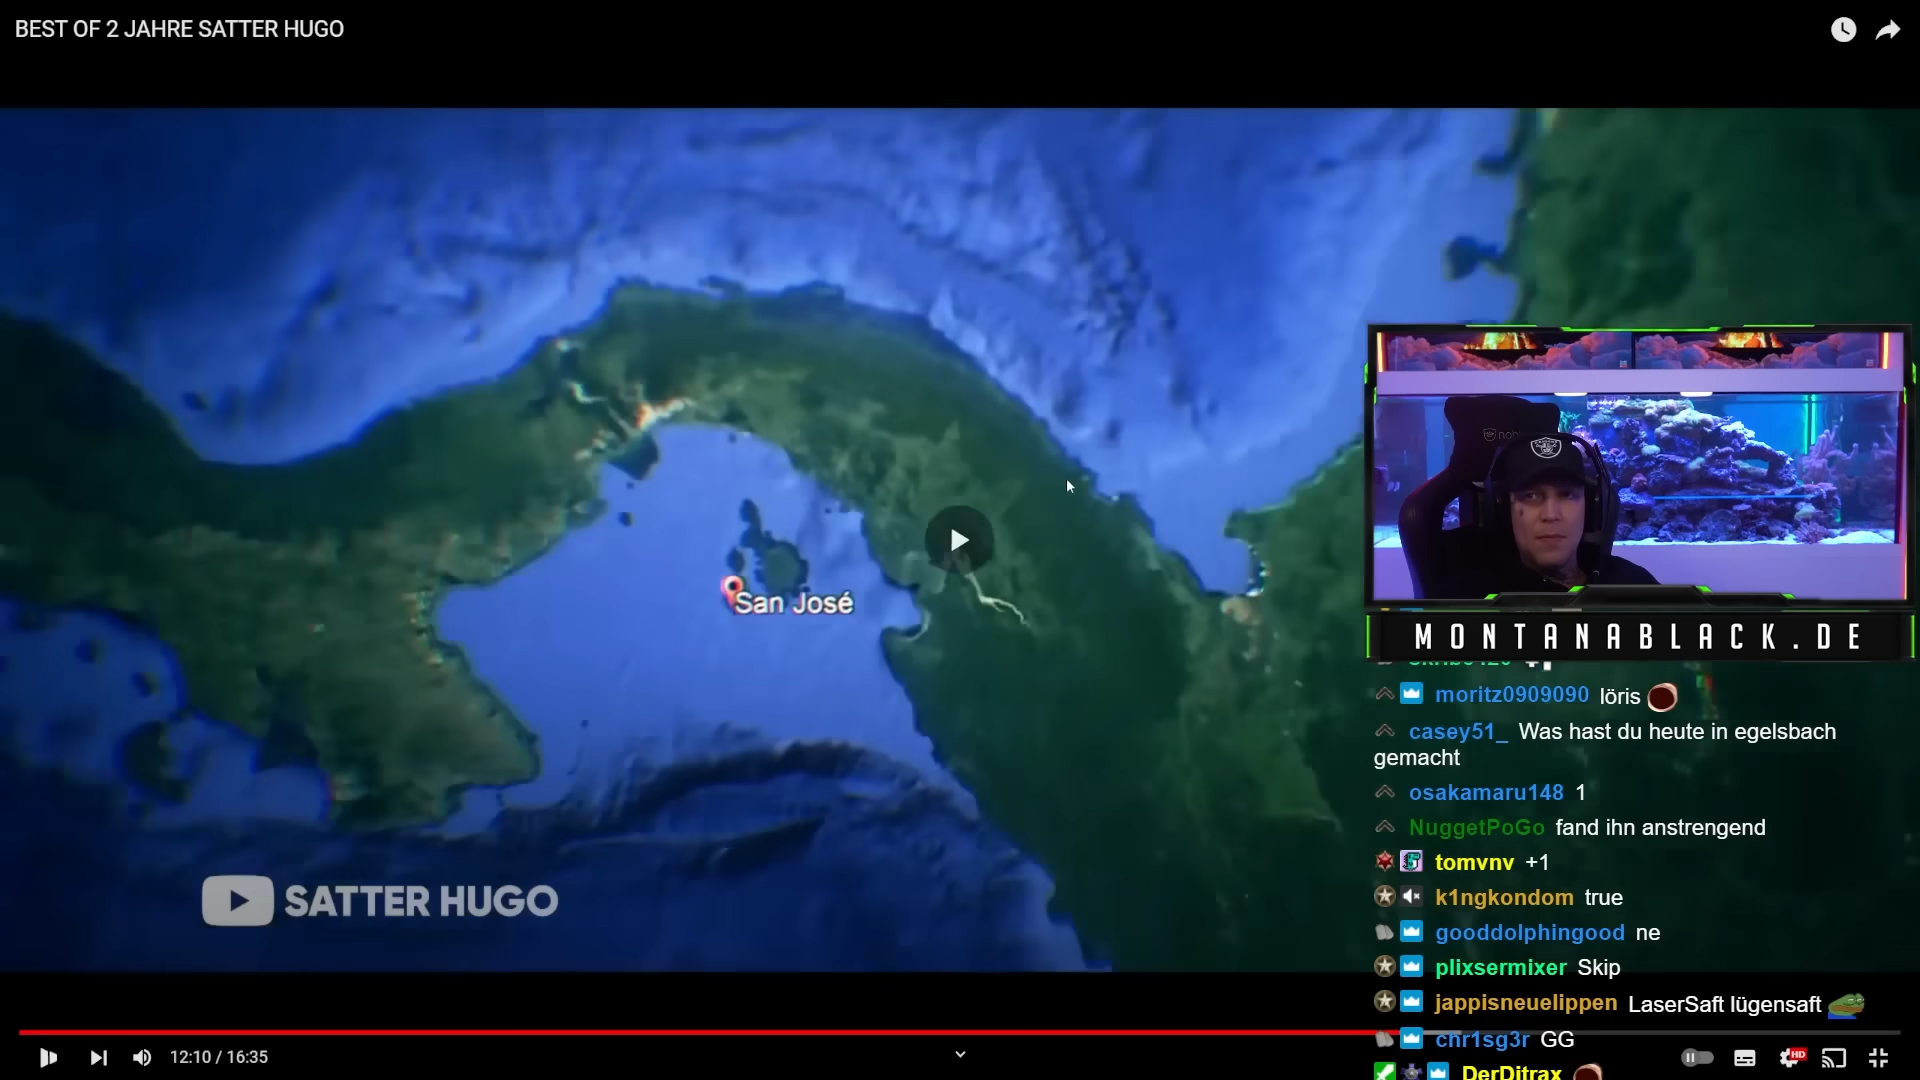 BEST OF 2 JAHRE SATTER HUGO
San José
SATTER HUGO
MONTANABLACK.DE
moritz0909090 löris
casey51_ Was hast du heute in egelsbach
gemacht
osakamaru148 1
NuggetPoGo fand ihn anstrengend
tomvnv +1
k1ngkondom true
gooddolphingood ne
plixsermixer Skip
jappisneuelippen LaserSaft lügensaft
chr1sg3r GG
DerDitrax
12:10 / 16:35
HD